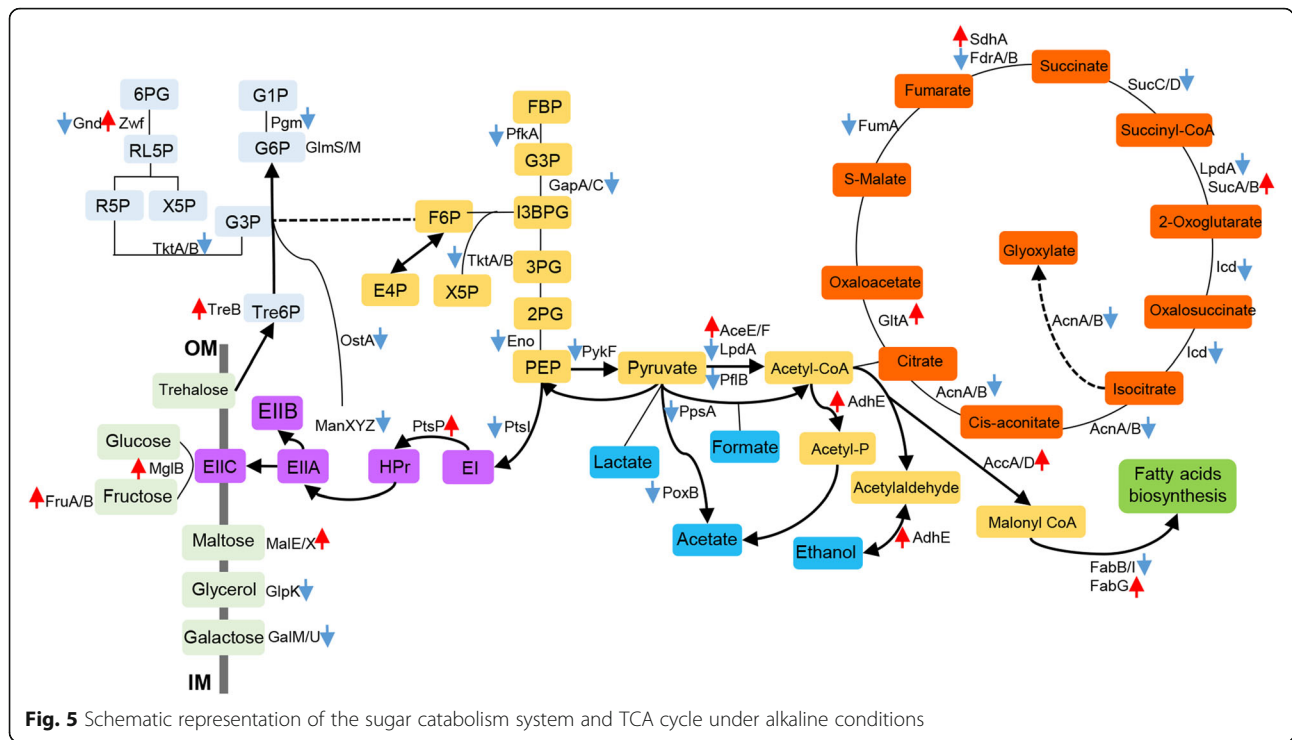 SdhA
FdrA/B
Succinate
Fumarate
SucC/D
FumA
Succinyl-CoA
LpdA
SucA/B
S-Malate
2-Oxoglutarate
Glyoxylate
Icd
Oxaloacetate
GltA
AcnA/B
Oxalosuccinate
Icd
Citrate
Isocitrate
AcnA/B
Cis-aconitate
AcnA/B
6PG
G1P
Gnd
Zwf
Pgm
RL5P
G6P
GlmS/M
R5P
X5P
G3P
TktA/B
TreB
Tre6P
OstA
OM
Trehalose
EIIB
ManXYZ
Glucose
MglB
Fructose
FruA/B
EIIC
EIIA
HPr
PtsP
EI
PtsI
Maltose
MalE/X
Glycerol
GlpK
Galactose
GalM/U
IM
FBP
PfkA
G3P
GapA/C
F6P
I3BPG
TktA/B
E4P
X5P
3PG
2PG
Eno
PEP
PykF
Pyruvate
AceE/F
LpdA
PflB
Acetyl-CoA
PpsA
AdhE
Lactate
Formate
Acetyl-P
PoxB
Acetylaldehyde
Acetate
Ethanol
AdhE
AccA/D
Malonyl CoA
Fatty acids
biosynthesis
FabB/I
FabG
Fig. 5 Schematic representation of the sugar catabolism system and TCA cycle under alkaline conditions